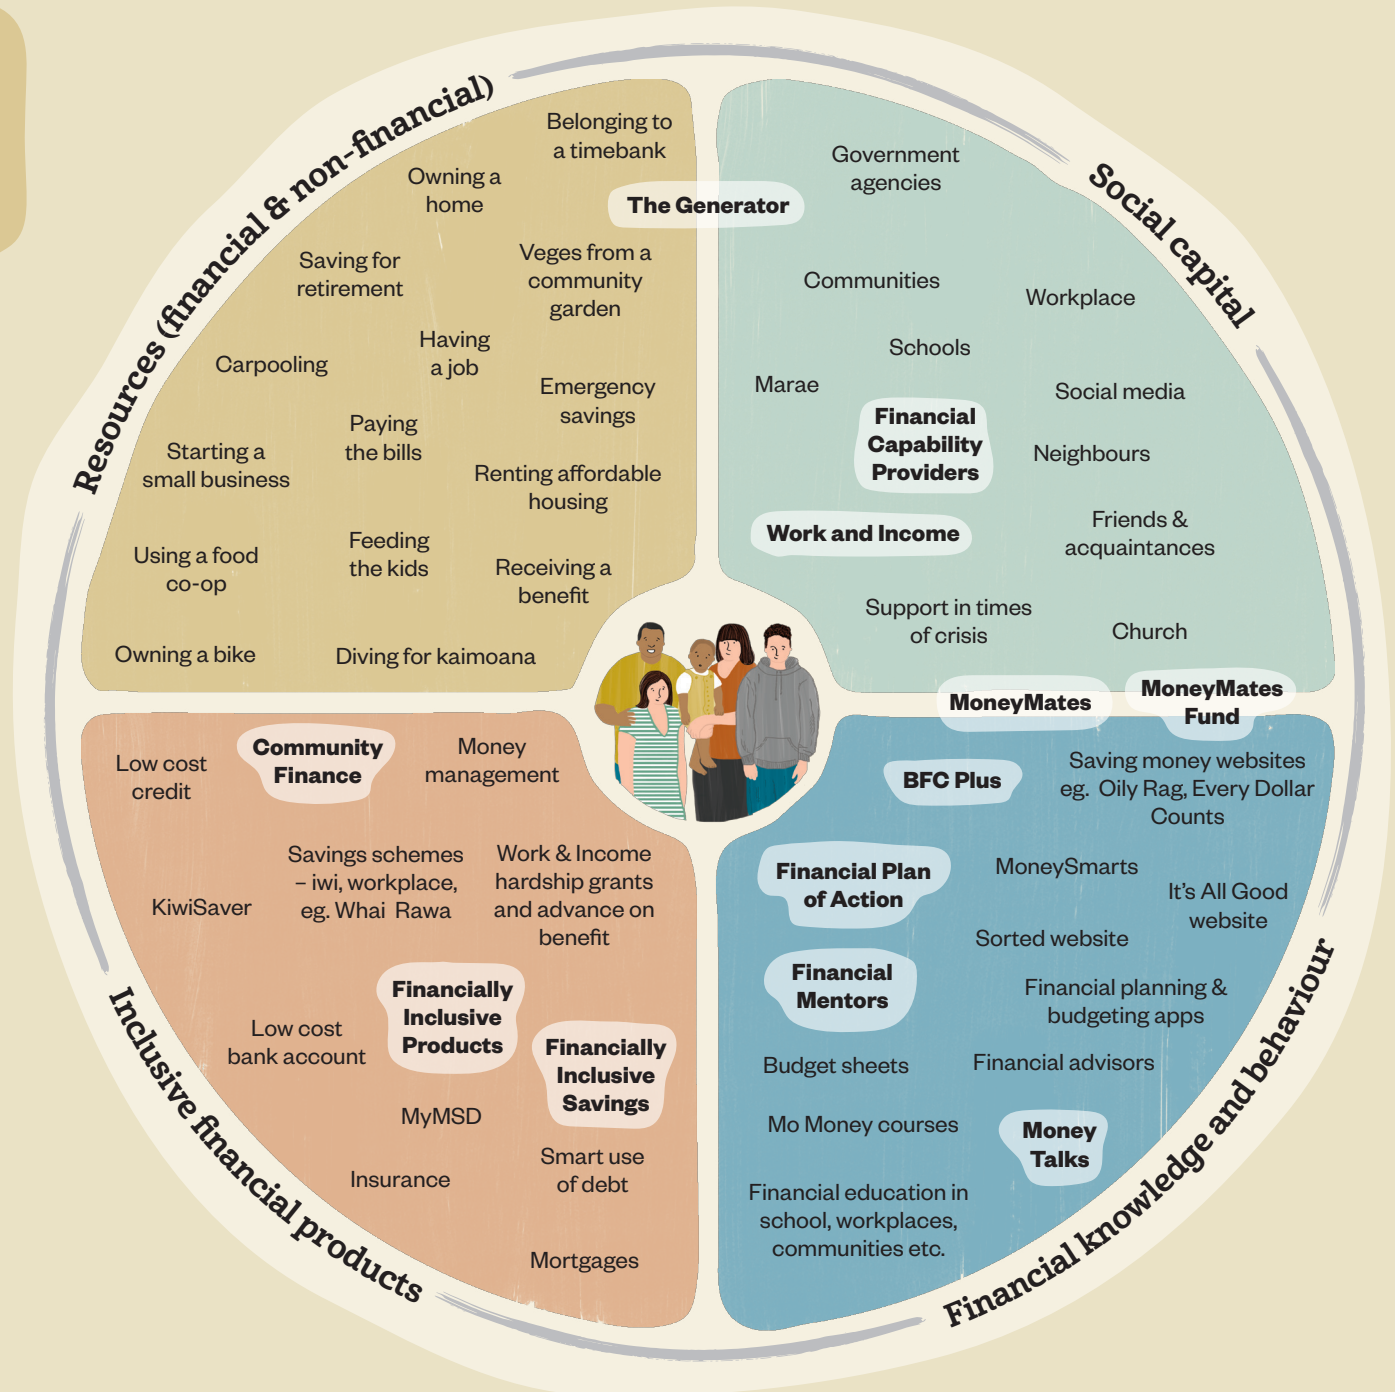 Resources (financial & non-financial)
Belonging to
a timebank
Owning a
home
The Generator
Saving for
retirement
Veges from a
community
garden
Carpooling
Having
a job
Emergency
savings
Paying
the bills
Starting a
small business
Renting affordable
housing
Using a food
co-op
Feeding
the kids
Receiving a
benefit
Owning a bike
Diving for kaimoana
Social capital
Government
agencies
Communities
Workplace
Schools
Marae
Social media
Financial
Capability
Providers
Neighbours
Work and Income
Friends &
acquaintances
Support in times
of crisis
Church
MoneyMates
MoneyMates
Fund
Inclusive financial products
Low cost
credit
Community
Finance
Money
management
KiwiSaver
Savings schemes
– iwi, workplace,
eg. Whai Rawa
Work & Income
hardship grants
and advance on
benefit
Low cost
bank account
Financially
Inclusive
Products
Financially
Inclusive
Savings
MyMSD
Insurance
Smart use
of debt
Mortgages
Financial knowledge and behaviour
BFC Plus
Saving money websites
eg. Oily Rag, Every Dollar
Counts
Financial Plan
of Action
MoneySmarts
It's All Good
website
Sorted website
Financial
Mentors
Financial planning &
budgeting apps
Budget sheets
Financial advisors
Mo Money courses
Money
Talks
Financial education in
school, workplaces,
communities etc.